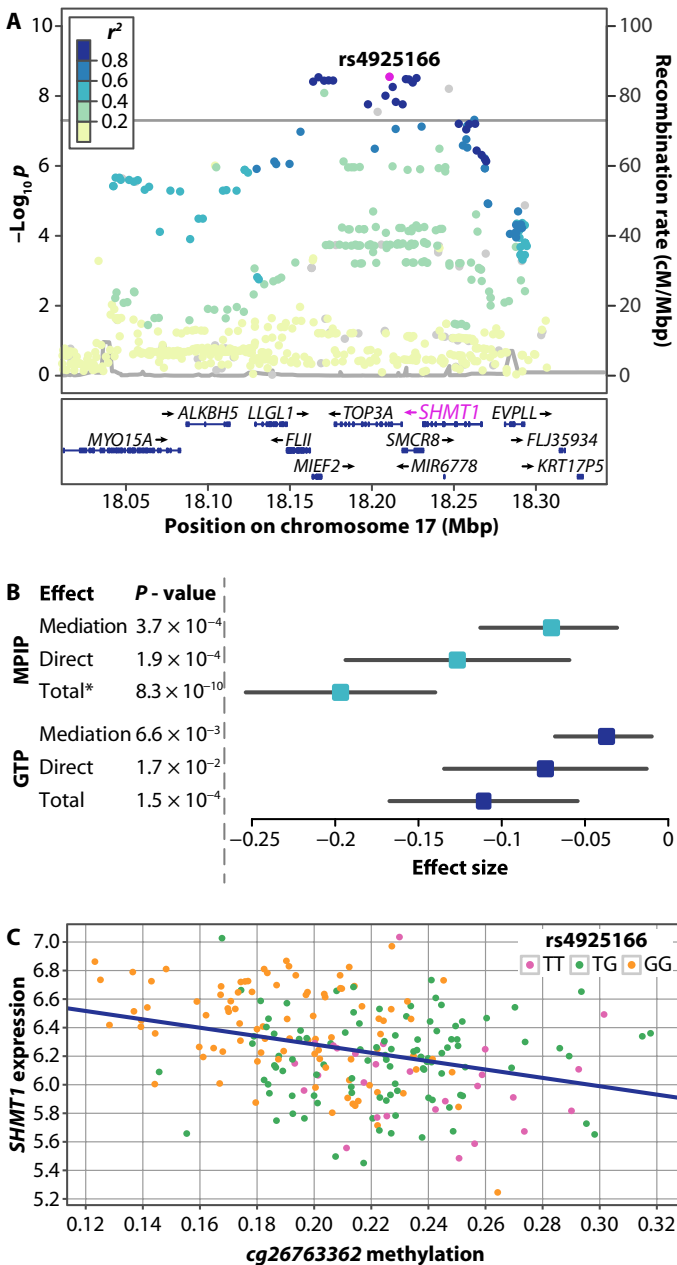 A
r²
0.8
0.6
0.4
0.2
rs4925166
10
8
6
4
2
0
–Log10 p
100
80
60
40
20
0
Recombination rate (cM/Mbp)
ALKBH5 LLGL1 TOP3A SHMT1 EVPLL
MYO15A FLII SMCR8 FLJ35934
MIEF2 MIR6778 KRT17P5
18.05 18.10 18.15 18.20 18.25 18.30
Position on chromosome 17 (Mbp)
B
Effect P - value
MPIP
Mediation 3.7 × 10⁻⁴
Direct 1.9 × 10⁻⁴
Total* 8.3 × 10⁻¹⁰
GTP
Mediation 6.6 × 10⁻³
Direct 1.7 × 10⁻²
Total 1.5 × 10⁻⁴
−0.25 −0.2 −0.15 −0.1 −0.05 0
Effect size
C
rs4925166
TT TG GG
7.0
6.8
6.6
6.4
6.2
6.0
5.8
5.6
5.4
5.2
SHMT1 expression
0.12 0.14 0.16 0.18 0.20 0.22 0.24 0.26 0.28 0.30 0.32
cg26763362 methylation